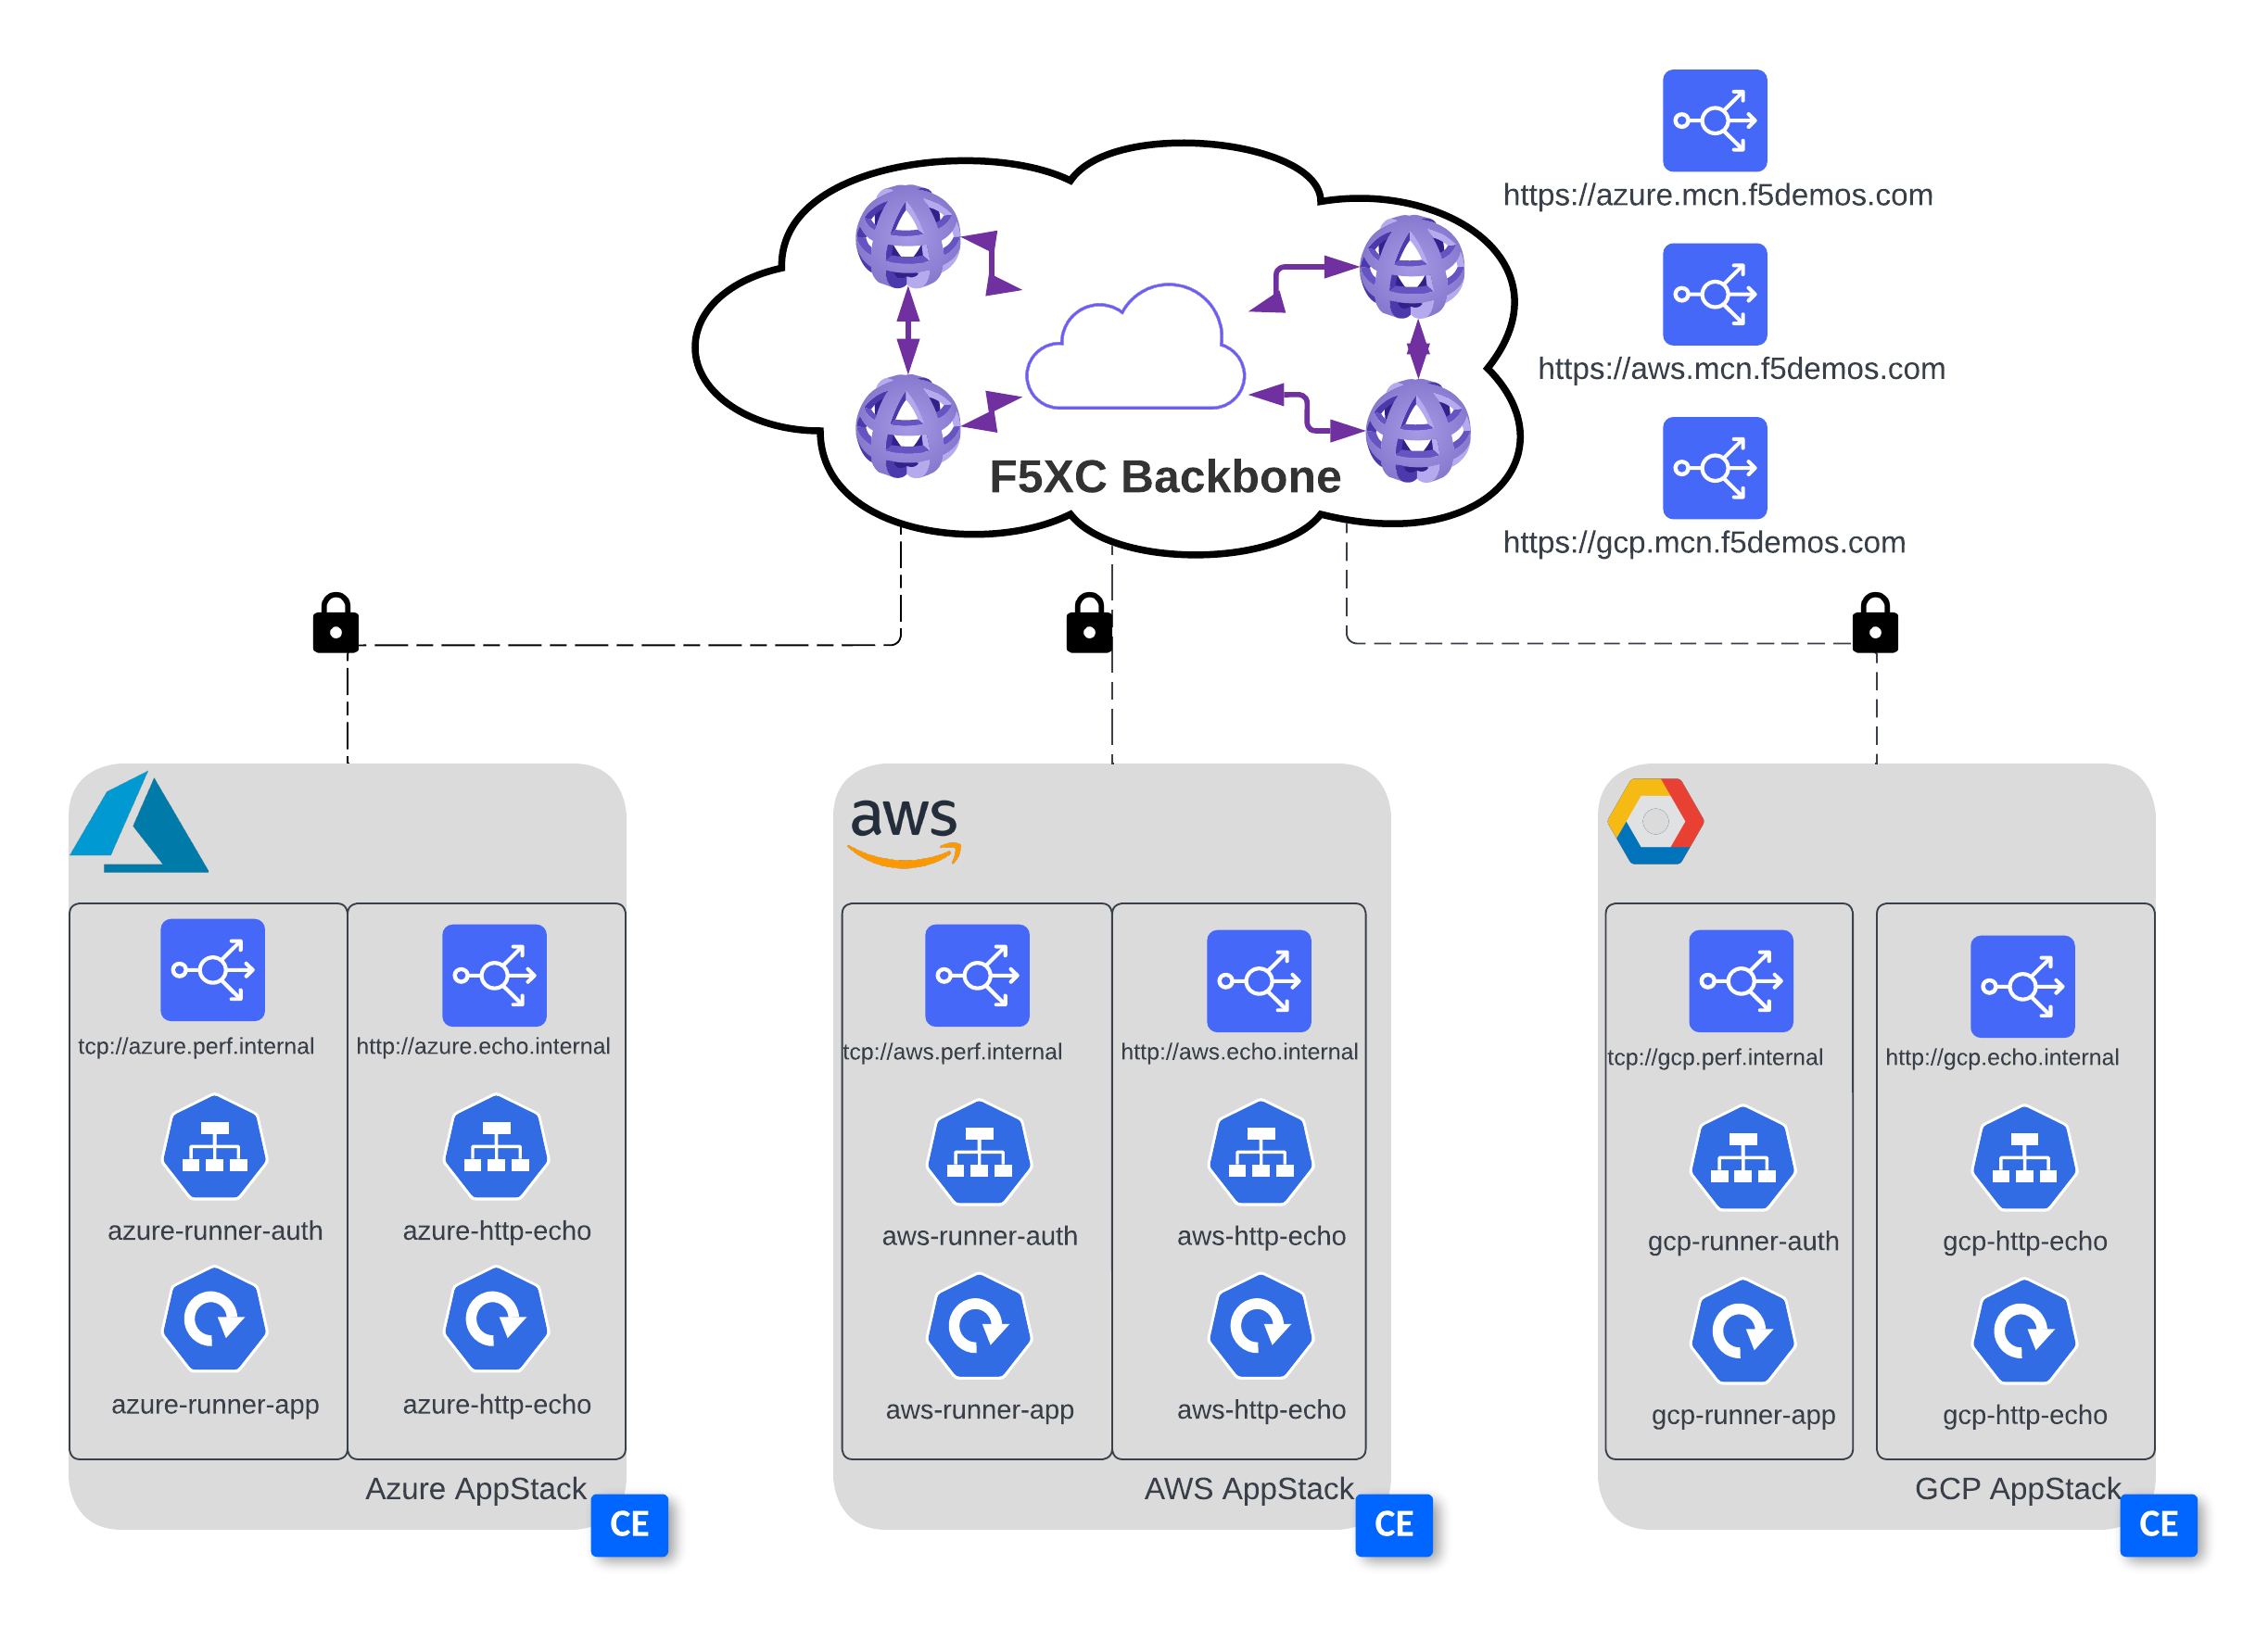 https://azure.mcn.f5demos.com
https://aws.mcn.f5demos.com
F5XC Backbone
https://gcp.mcn.f5demos.com
aws
tcp://azure.perf.internal
http://azure.echo.internal
azure-runner-auth
azure-http-echo
azure-runner-app
azure-http-echo
Azure AppStack
CE
tcp://aws.perf.internal
http://aws.echo.internal
aws-runner-auth
aws-http-echo
aws-runner-app
aws-http-echo
AWS AppStack
CE
tcp://gcp.perf.internal
http://gcp.echo.internal
gcp-runner-auth
gcp-http-echo
gcp-runner-app
gcp-http-echo
GCP AppStack
CE